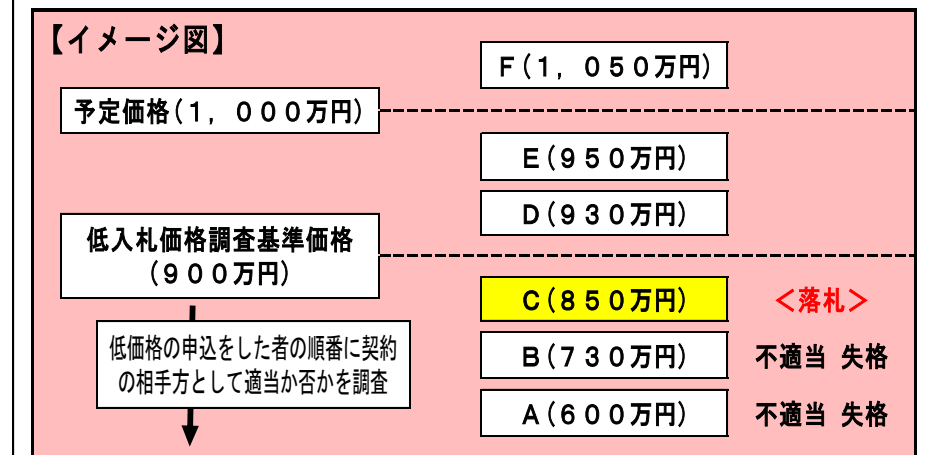 【イメージ図】
F(1，050万円)
予定価格(1，000万円)
E(950万円)
D(930万円)
低入札価格調査基準価格
(900万円)
C(850万円)
＜落札＞
低価格の申込をした者の順番に契約
の相手方として適当か否かを調査
B(730万円)
不適当 失格
A(600万円)
不適当 失格